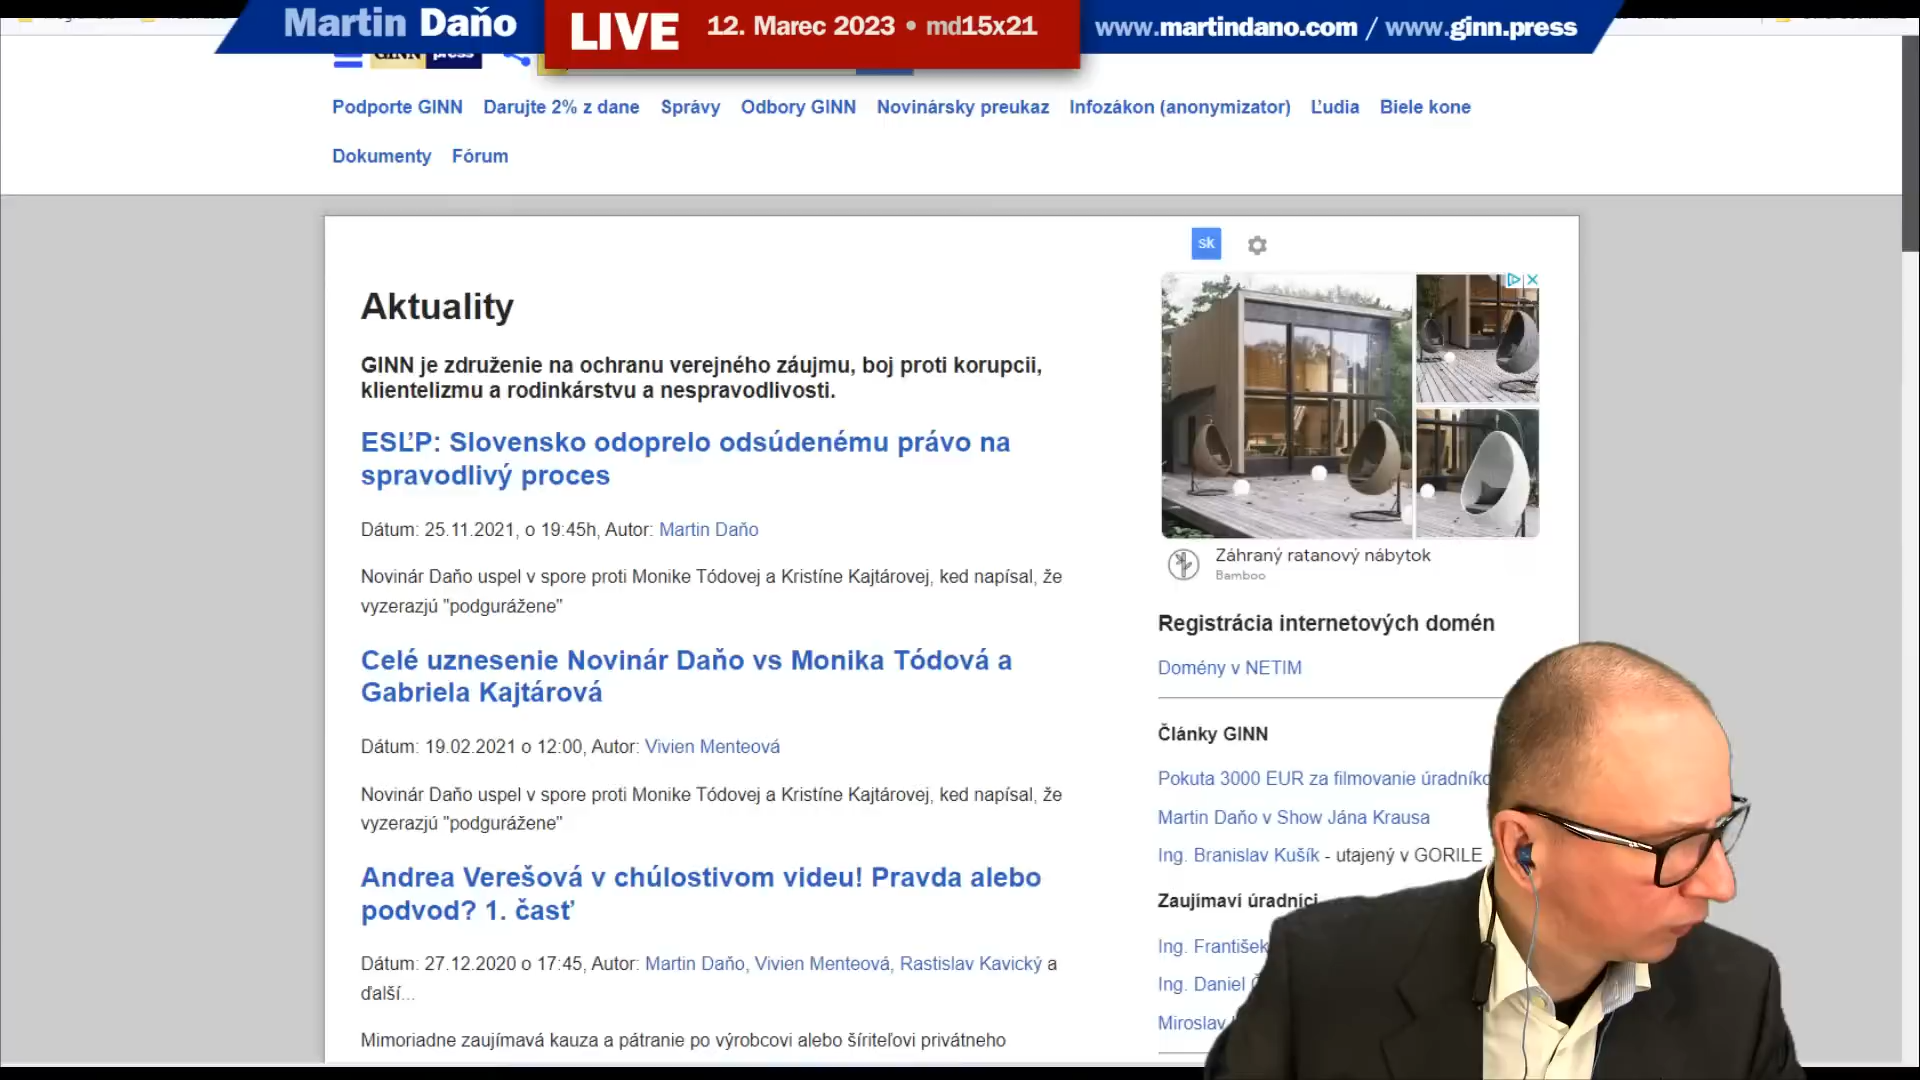 Martin Daňo
LIVE
12. Marec 2023 • md15x21
www.martindano.com / www.ginn.press
GINN press
Podporte GINN Darujte 2% z dane Správy Odbory GINN Novinársky preukaz Infozákon (anonymizator) Ľudia Biele kone
Dokumenty Fórum
sk
Aktuality
GINN je združenie na ochranu verejného záujmu, boj proti korupcii,
klientelizmu a rodinkárstvu a nespravodlivosti.
ESĽP: Slovensko odoprelo odsúdenému právo na
spravodlivý proces
Dátum: 25.11.2021, o 19:45h, Autor: Martin Daňo
Novinár Daňo uspel v spore proti Monike Tódovej a Kristíne Kajtárovej, ked napísal, že
vyzerazjú "podgurážene"
Celé uznesenie Novinár Daňo vs Monika Tódová a
Gabriela Kajtárová
Dátum: 19.02.2021 o 12:00, Autor: Vivien Menteová
Novinár Daňo uspel v spore proti Monike Tódovej a Kristíne Kajtárovej, ked napísal, že
vyzerazjú "podgurážene"
Andrea Verešová v chúlostivom videu! Pravda alebo
podvod? 1. časť
Dátum: 27.12.2020 o 17:45, Autor: Martin Daňo, Vivien Menteová, Rastislav Kavický a
ďalší...
Mimoriadne zaujímavá kauza a pátranie po výrobcovi alebo šíriteľovi privátneho
Záhraný ratanový nábytok
Bamboo
Registrácia internetových domén
Domény v NETIM
Články GINN
Pokuta 3000 EUR za filmovanie úradníko
Martin Daňo v Show Jána Krausa
Ing. Branislav Kušík - utajený v GORILE
Zaujímaví úradníci
Ing. František
Ing. Daniel
Miroslav